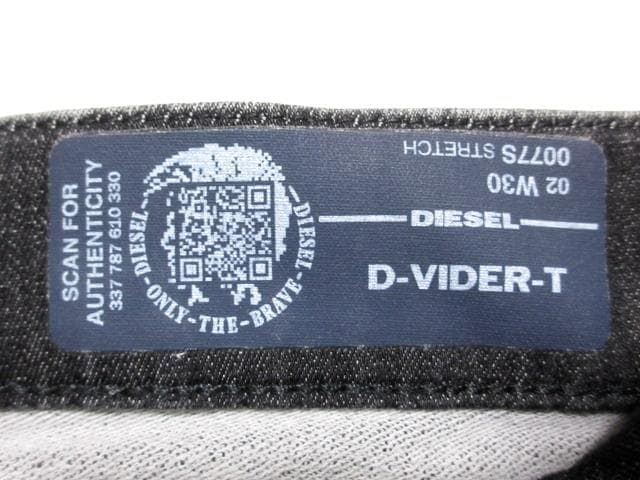 SCAN FOR
AUTHENTICITY
337 787 610 330
DIESEL-ONLY-THE-BRAVE-DIESEL
0077S STRETCH
02 W30
DIESEL
D-VIDER-T